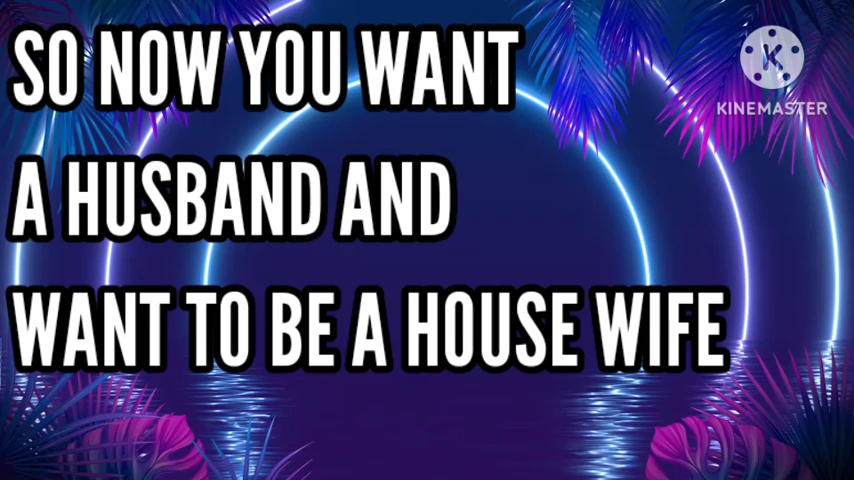 SO NOW YOU WANT
A HUSBAND AND
WANT TO BE A HOUSE WIFE
K
KINEMASTER